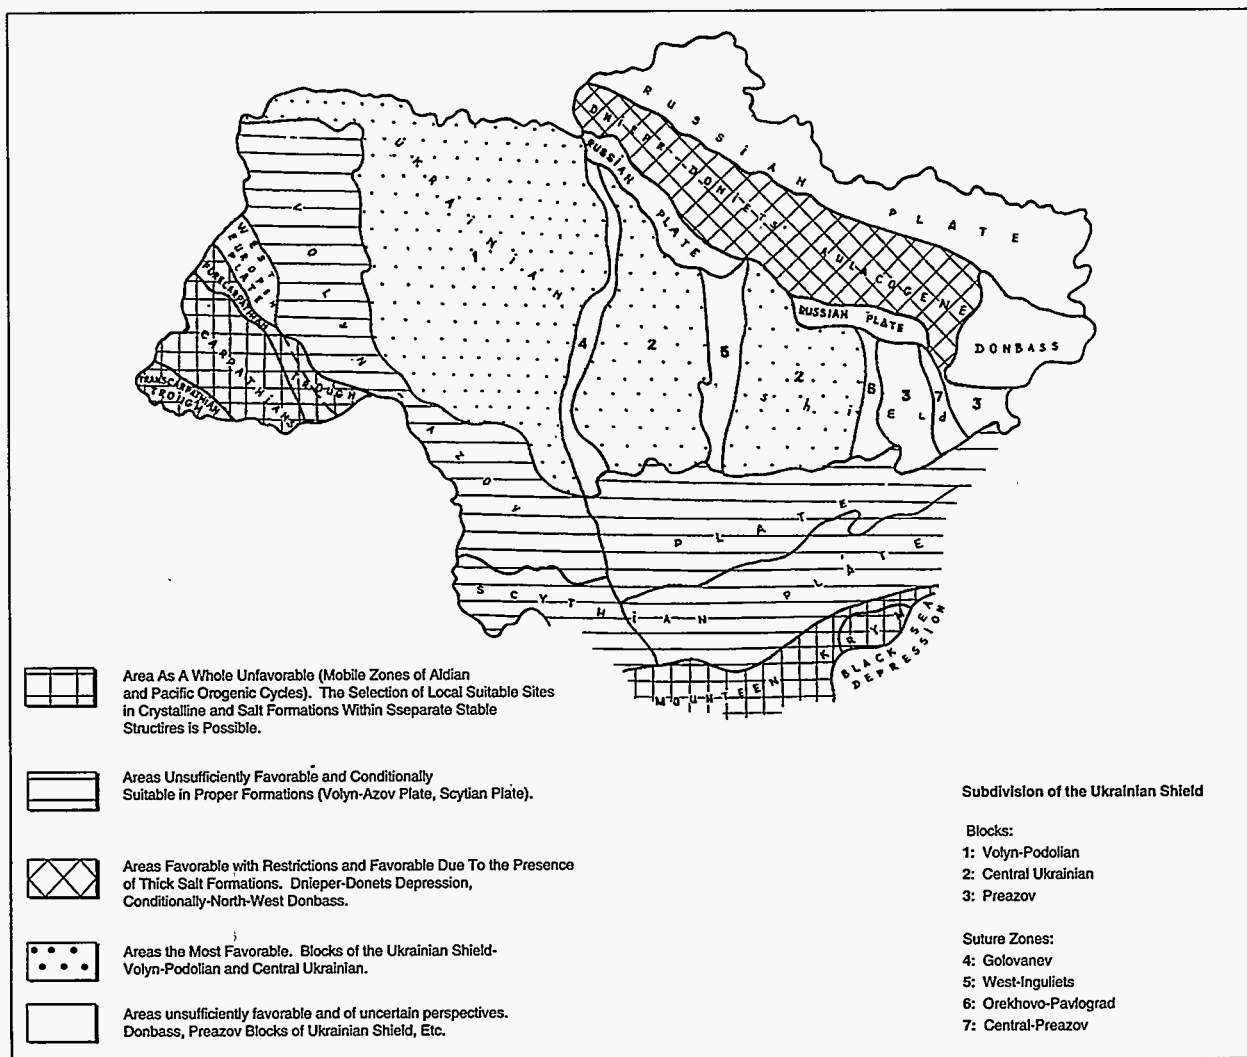 RUSSIAN PLATE
DNIEPR-DONIETS' AULACOGENE
RUSSIAN
PLATE
UKRAINIAN
1
VOLYN
WEST
EUROPSH
PLATE
FORECARPATHIAN
TROUGH
CARPATHIANS
TRANSCARPATHIAN
TROUGH
4
2
5
2
RUSSIAN PLATE
DONBASS
6
3
7
3
shiELd
AZOV
PLATE
SCYTHIAN
PLATE
MOUNTEEN KRYM
BLACK SEA
DEPRESSION
Area As A Whole Unfavorable (Mobile Zones of Aldian
and Pacific Orogenic Cycles). The Selection of Local Suitable Sites
in Crystalline and Salt Formations Within Sseparate Stable
Structires is Possible.
Areas Unsufficiently Favorable and Conditionally
Suitable in Proper Formations (Volyn-Azov Plate, Scytian Plate).
Areas Favorable with Restrictions and Favorable Due To the Presence
of Thick Salt Formations. Dnieper-Donets Depression,
Conditionally-North-West Donbass.
Areas the Most Favorable. Blocks of the Ukrainian Shield-
Volyn-Podolian and Central Ukrainian.
Areas unsufficiently favorable and of uncertain perspectives.
Donbass, Preazov Blocks of Ukrainian Shield, Etc.
Subdivision of the Ukrainian Shield
Blocks:
1: Volyn-Podolian
2: Central Ukrainian
3: Preazov
Suture Zones:
4: Golovanev
5: West-Inguliets
6: Orekhovo-Pavlograd
7: Central-Preazov